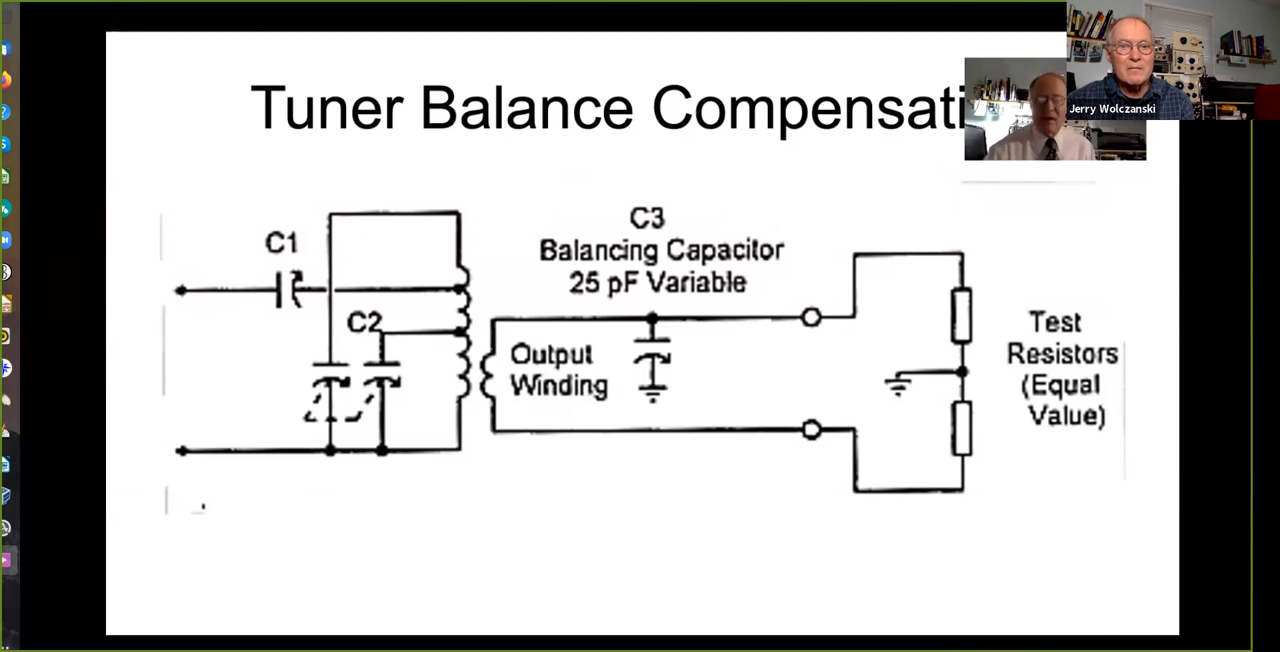 Tuner Balance Compensati
Jerry Wolczanski
C1
C2
C3
Balancing Capacitor
25 pF Variable
Output
Winding
Test
Resistors
(Equal
Value)